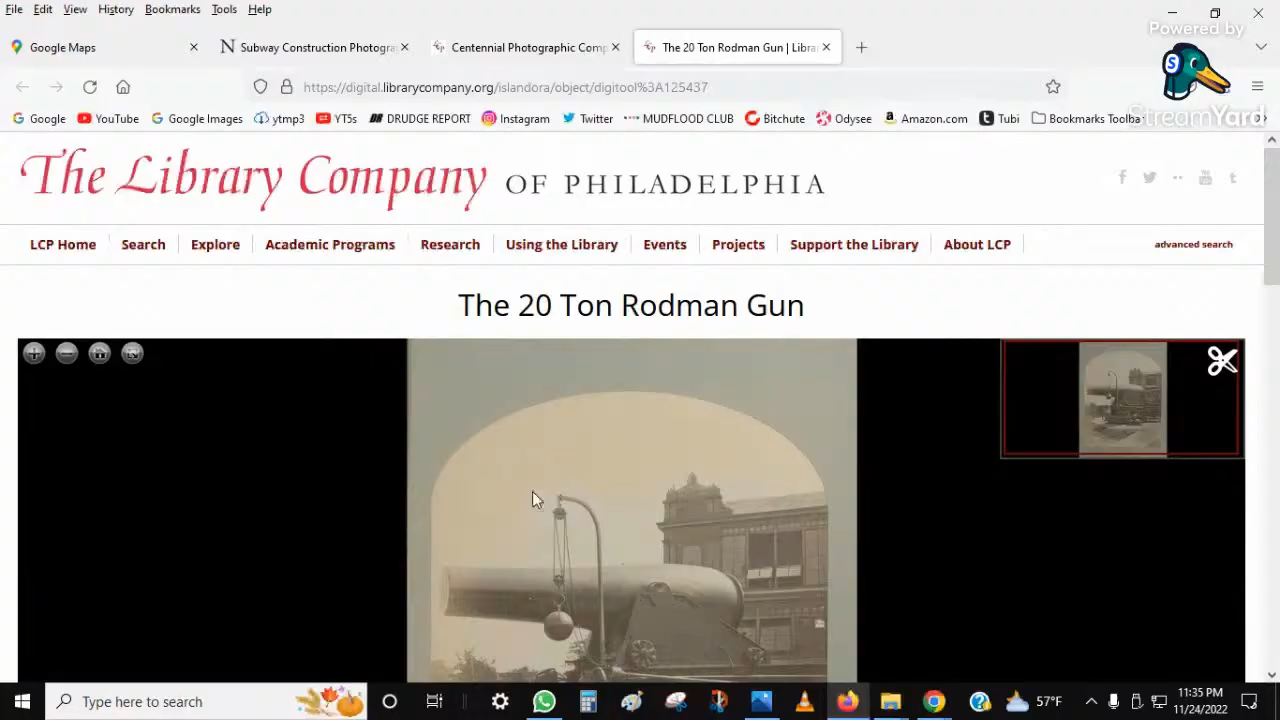 File Edit View History Bookmarks Tools Help
Powered by
Google Maps
Subway Construction Photogra
Centennial Photographic Comp
The 20 Ton Rodman Gun | Libra
https://digital.librarycompany.org/islandora/object/digitool%3A125437
Google YouTube Google Images ytmp3 YT5s DRUDGE REPORT Instagram Twitter MUDFLOOD CLUB Bitchute Odysee Amazon.com Tubi Bookmarks Toolba
StreamYard
The Library Company OF PHILADELPHIA
LCP Home Search Explore Academic Programs Research Using the Library Events Projects Support the Library About LCP advanced search
The 20 Ton Rodman Gun
Type here to search
57°F
11:35 PM
11/24/2022